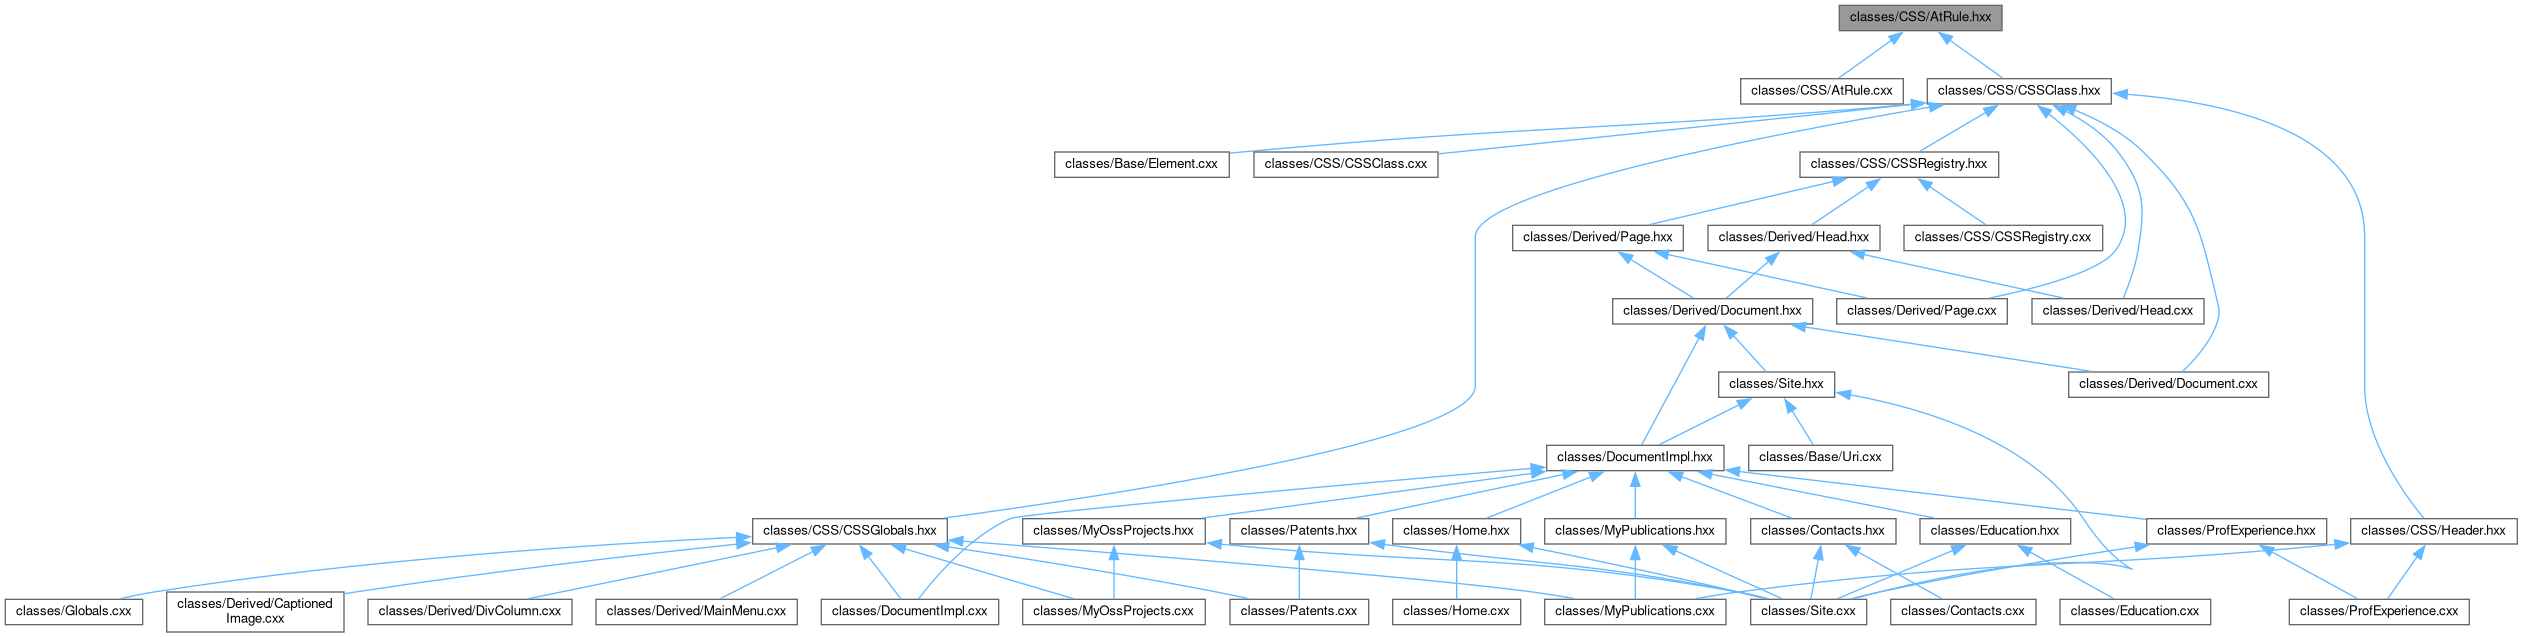 classes/CSS/AtRule.hxx
classes/CSS/AtRule.cxx
classes/CSS/CSSClass.hxx
classes/Base/Element.cxx
classes/CSS/CSSClass.cxx
classes/CSS/CSSRegistry.hxx
classes/Derived/Page.hxx
classes/Derived/Head.hxx
classes/CSS/CSSRegistry.cxx
classes/Derived/Document.hxx
classes/Derived/Page.cxx
classes/Derived/Head.cxx
classes/Site.hxx
classes/Derived/Document.cxx
classes/DocumentImpl.hxx
classes/Base/Uri.cxx
classes/CSS/CSSGlobals.hxx
classes/MyOssProjects.hxx
classes/Patents.hxx
classes/Home.hxx
classes/MyPublications.hxx
classes/Contacts.hxx
classes/Education.hxx
classes/ProfExperience.hxx
classes/CSS/Header.hxx
classes/Globals.cxx
classes/Derived/Captioned
Image.cxx
classes/Derived/DivColumn.cxx
classes/Derived/MainMenu.cxx
classes/DocumentImpl.cxx
classes/MyOssProjects.cxx
classes/Patents.cxx
classes/Home.cxx
classes/MyPublications.cxx
classes/Site.cxx
classes/Contacts.cxx
classes/Education.cxx
classes/ProfExperience.cxx